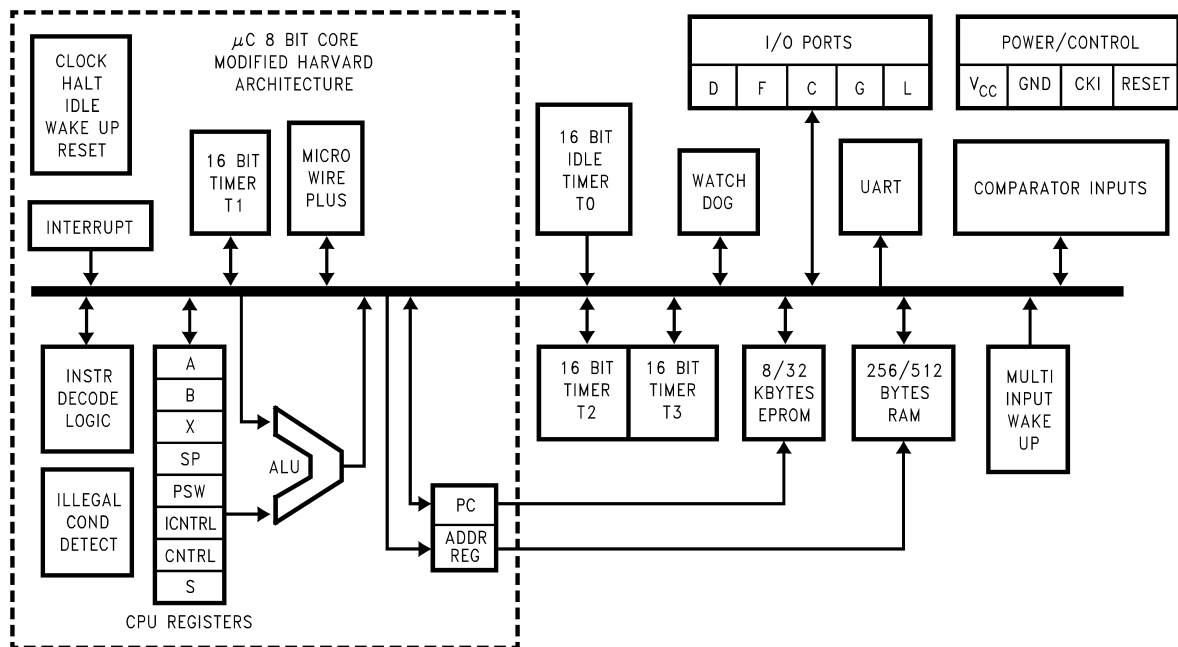 μC 8 BIT CORE
MODIFIED HARVARD
ARCHITECTURE
CLOCK
HALT
IDLE
WAKE UP
RESET
INTERRUPT
16 BIT
TIMER
T1
MICRO
WIRE
PLUS
16 BIT
IDLE
TIMER
T0
WATCH
DOG
I/O PORTS
D F C G L
UART
POWER/CONTROL
VCC GND CKI RESET
COMPARATOR INPUTS
INSTR
DECODE
LOGIC
ILLEGAL
COND
DETECT
A
B
X
SP
PSW
ICNTRL
CNTRL
S
CPU REGISTERS
ALU
PC
ADDR
REG
16 BIT
TIMER
T2
16 BIT
TIMER
T3
8/32
KBYTES
EPROM
256/512
BYTES
RAM
MULTI
INPUT
WAKE
UP